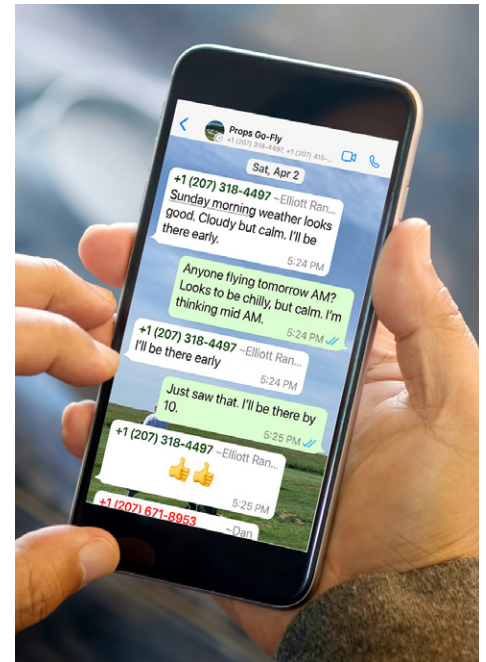 Props Go-Fly
+1 (207) 318-4497, +1 (207) 415-...
Sat, Apr 2
+1 (207) 318-4497 ~Elliott Ran...
Sunday morning weather looks
good. Cloudy but calm. I'll be
there early.
5:24 PM
Anyone flying tomorrow AM?
Looks to be chilly, but calm. I'm
thinking mid AM.
5:24 PM
+1 (207) 318-4497 ~Elliott Ran...
I'll be there early
5:24 PM
Just saw that. I'll be there by
10.
5:25 PM
+1 (207) 318-4497 ~Elliott Ran...
👍👍
5:25 PM
+1 (207) 671-8953 ~Dan